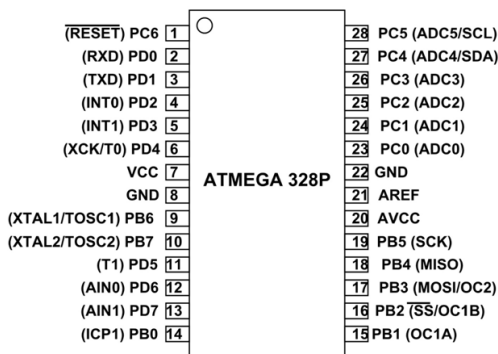 (RESET) PC6 1
(RXD) PD0 2
(TXD) PD1 3
(INT0) PD2 4
(INT1) PD3 5
(XCK/T0) PD4 6
VCC 7
GND 8
(XTAL1/TOSC1) PB6 9
(XTAL2/TOSC2) PB7 10
(T1) PD5 11
(AIN0) PD6 12
(AIN1) PD7 13
(ICP1) PB0 14
ATMEGA 328P
28 PC5 (ADC5/SCL)
27 PC4 (ADC4/SDA)
26 PC3 (ADC3)
25 PC2 (ADC2)
24 PC1 (ADC1)
23 PC0 (ADC0)
22 GND
21 AREF
20 AVCC
19 PB5 (SCK)
18 PB4 (MISO)
17 PB3 (MOSI/OC2)
16 PB2 (SS/OC1B)
15 PB1 (OC1A)